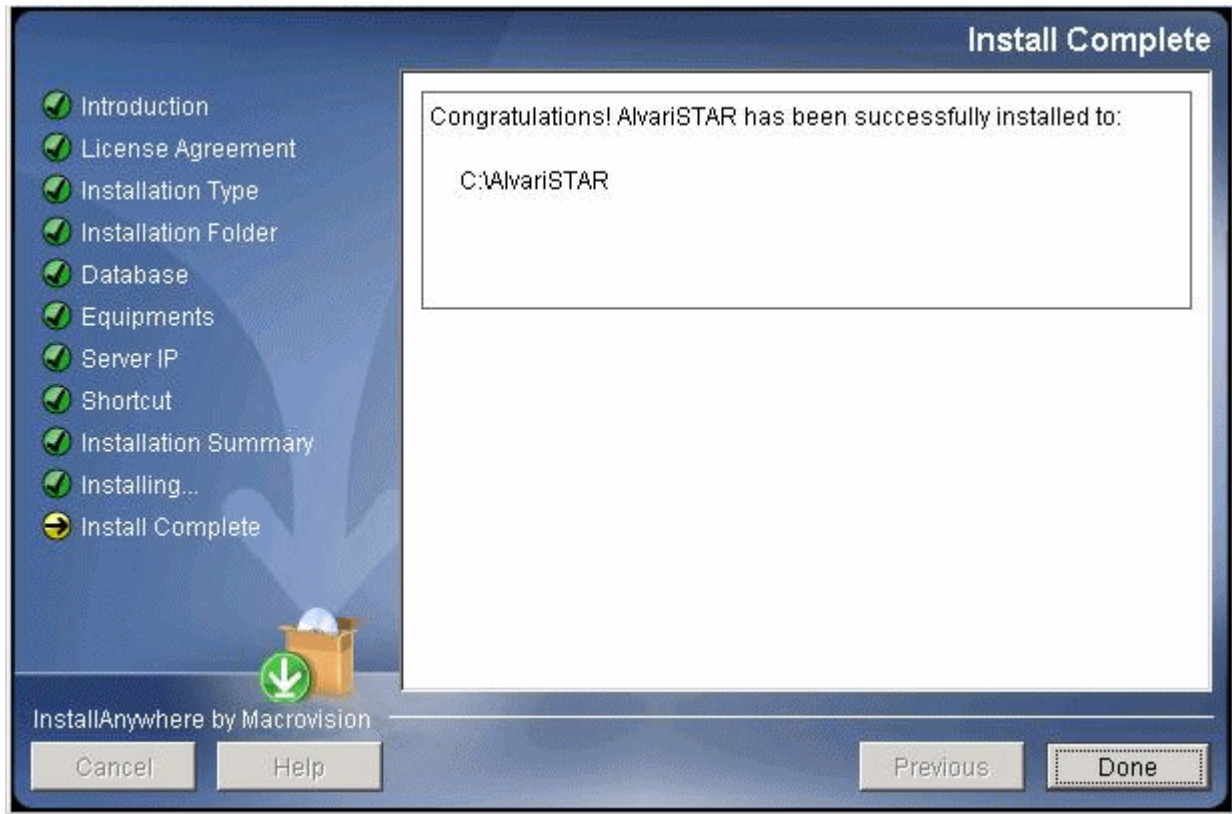 Install Complete
Introduction
License Agreement
Installation Type
Installation Folder
Database
Equipments
Server IP
Shortcut
Installation Summary
Installing...
Install Complete
Congratulations! AlvariSTAR has been successfully installed to:
C:\AlvariSTAR
InstallAnywhere by Macrovision
Cancel
Help
Previous
Done